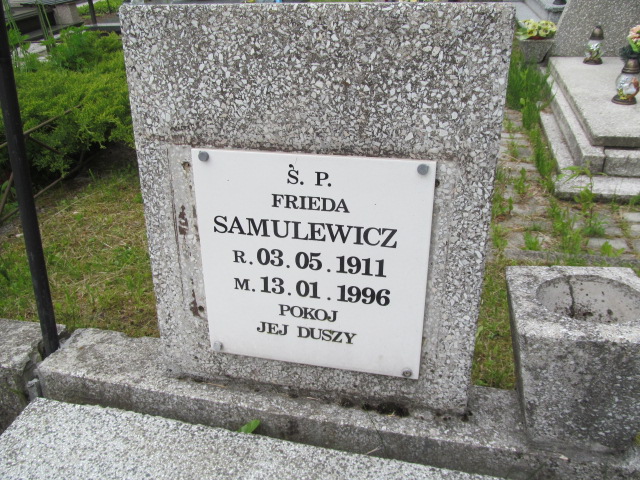 Ś. P.
FRIEDA
SAMULEWICZ
R. 03. 05. 1911
M. 13. 01. 1996
POKOJ
JEJ DUSZY